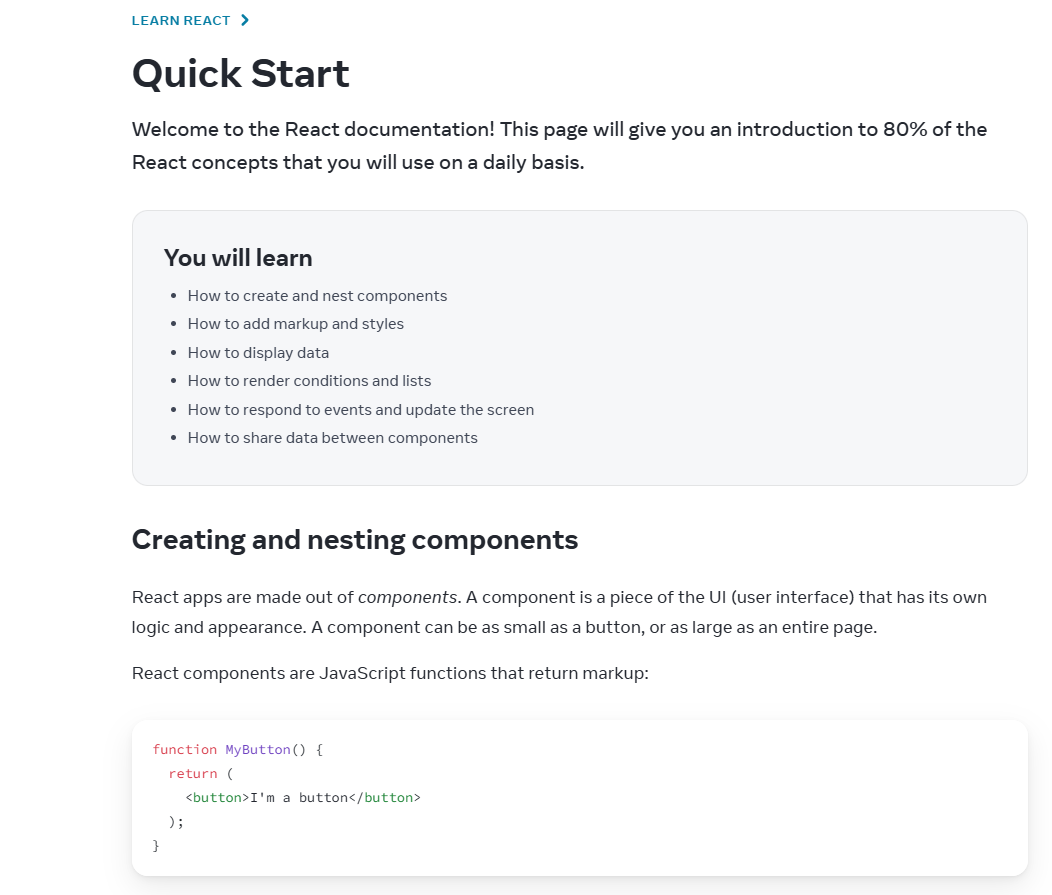 LEARN REACT
Quick Start
Welcome to the React documentation! This page will give you an introduction to 80% of the
React concepts that you will use on a daily basis.
You will learn
• How to create and nest components
• How to add markup and styles
• How to display data
• How to render conditions and lists
• How to respond to events and update the screen
• How to share data between components
Creating and nesting components
React apps are made out of components. A component is a piece of the UI (user interface) that has its own
logic and appearance. A component can be as small as a button, or as large as an entire page.
React components are JavaScript functions that return markup:
function MyButton() {
  return (
    <button>I'm a button</button>
  );
}